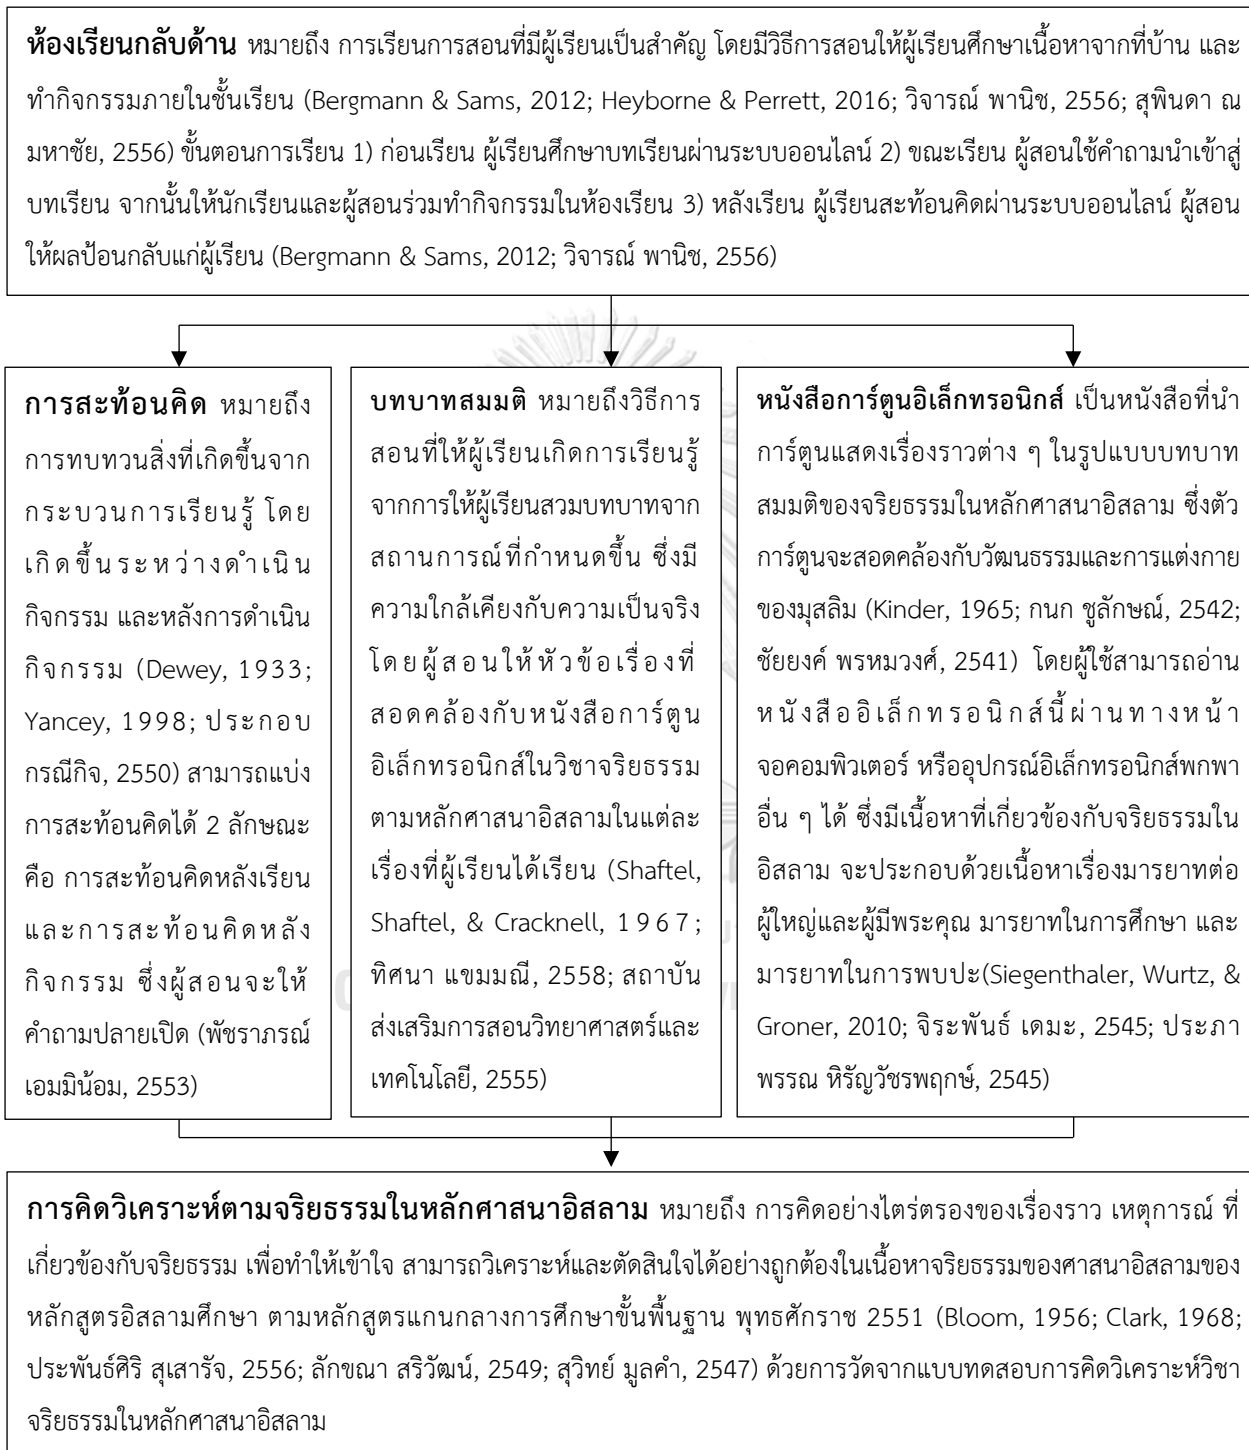 ห้องเรียนกลับด้าน หมายถึง การเรียนการสอนที่มีผู้เรียนเป็นสำคัญ โดยมีวิธีการสอนให้ผู้เรียนศึกษาเนื้อหาจากที่บ้าน และ
ทำกิจกรรมภายในชั้นเรียน (Bergmann & Sams, 2012; Heyborne & Perrett, 2016; วิจารณ์ พานิช, 2556; สุพินดา ณ
มหาชัย, 2556) ขั้นตอนการเรียน 1) ก่อนเรียน ผู้เรียนศึกษาบทเรียนผ่านระบบออนไลน์ 2) ขณะเรียน ผู้สอนใช้คำถามนำเข้าสู่
บทเรียน จากนั้นให้นักเรียนและผู้สอนร่วมทำกิจกรรมในห้องเรียน 3) หลังเรียน ผู้เรียนสะท้อนคิดผ่านระบบออนไลน์ ผู้สอน
ให้ผลป้อนกลับแก่ผู้เรียน (Bergmann & Sams, 2012; วิจารณ์ พานิช, 2556)
การสะท้อนคิด หมายถึง
การทบทวนสิ่งที่เกิดขึ้นจาก
กระบวนการเรียนรู้ โดย
เกิดขึ้นระหว่างดำเนิน
กิจกรรม และหลังการดำเนิน
กิจกรรม (Dewey, 1933;
Yancey, 1998; ประกอบ
กรณีกิจ, 2550) สามารถแบ่ง
การสะท้อนคิดได้ 2 ลักษณะ
คือ การสะท้อนคิดหลังเรียน
และการสะท้อนคิดหลัง
กิจกรรม ซึ่งผู้สอนจะให้
คำถามปลายเปิด (พัชราภรณ์
เอมมิน้อม, 2553)
บทบาทสมมติ หมายถึงวิธีการ
สอนที่ให้ผู้เรียนเกิดการเรียนรู้
จากการให้ผู้เรียนสวมบทบาทจาก
สถานการณ์ที่กำหนดขึ้น ซึ่งมี
ความใกล้เคียงกับความเป็นจริง
โดยผู้สอนให้หัวข้อเรื่องที่
สอดคล้องกับหนังสือการ์ตูน
อิเล็กทรอนิกส์ในวิชาจริยธรรม
ตามหลักศาสนาอิสลามในแต่ละ
เรื่องที่ผู้เรียนได้เรียน (Shaftel,
Shaftel, & Cracknell, 1967;
ทิศนา แขมมณี, 2558; สถาบัน
ส่งเสริมการสอนวิทยาศาสตร์และ
เทคโนโลยี, 2555)
หนังสือการ์ตูนอิเล็กทรอนิกส์ เป็นหนังสือที่นำ
การ์ตูนแสดงเรื่องราวต่าง ๆ ในรูปแบบบทบาท
สมมติของจริยธรรมในหลักศาสนาอิสลาม ซึ่งตัว
การ์ตูนจะสอดคล้องกับวัฒนธรรมและการแต่งกาย
ของมุสลิม (Kinder, 1965; กนก ชูลักษณ์, 2542;
ชัยยงค์ พรหมวงศ์, 2541) โดยผู้ใช้สามารถอ่าน
หนังสืออิเล็กทรอนิกส์นี้ผ่านทางหน้า
จอคอมพิวเตอร์ หรืออุปกรณ์อิเล็กทรอนิกส์พกพา
อื่น ๆ ได้ ซึ่งมีเนื้อหาที่เกี่ยวข้องกับจริยธรรมใน
อิสลาม จะประกอบด้วยเนื้อหาเรื่องมารยาทต่อ
ผู้ใหญ่และผู้มีพระคุณ มารยาทในการศึกษา และ
มารยาทในการพบปะ(Siegenthaler, Wurtz, &
Groner, 2010; จิระพันธ์ เดมะ, 2545; ประภา
พรรณ หิรัญวัชรพฤกษ์, 2545)
การคิดวิเคราะห์ตามจริยธรรมในหลักศาสนาอิสลาม หมายถึง การคิดอย่างไตร่ตรองของเรื่องราว เหตุการณ์ ที่
เกี่ยวข้องกับจริยธรรม เพื่อทำให้เข้าใจ สามารถวิเคราะห์และตัดสินใจได้อย่างถูกต้องในเนื้อหาจริยธรรมของศาสนาอิสลามของ
หลักสูตรอิสลามศึกษา ตามหลักสูตรแกนกลางการศึกษาขั้นพื้นฐาน พุทธศักราช 2551 (Bloom, 1956; Clark, 1968;
ประพันธ์ศิริ สุเสารัจ, 2556; ลักขณา สริวัฒน์, 2549; สุวิทย์ มูลคำ, 2547) ด้วยการวัดจากแบบทดสอบการคิดวิเคราะห์วิชา
จริยธรรมในหลักศาสนาอิสลาม